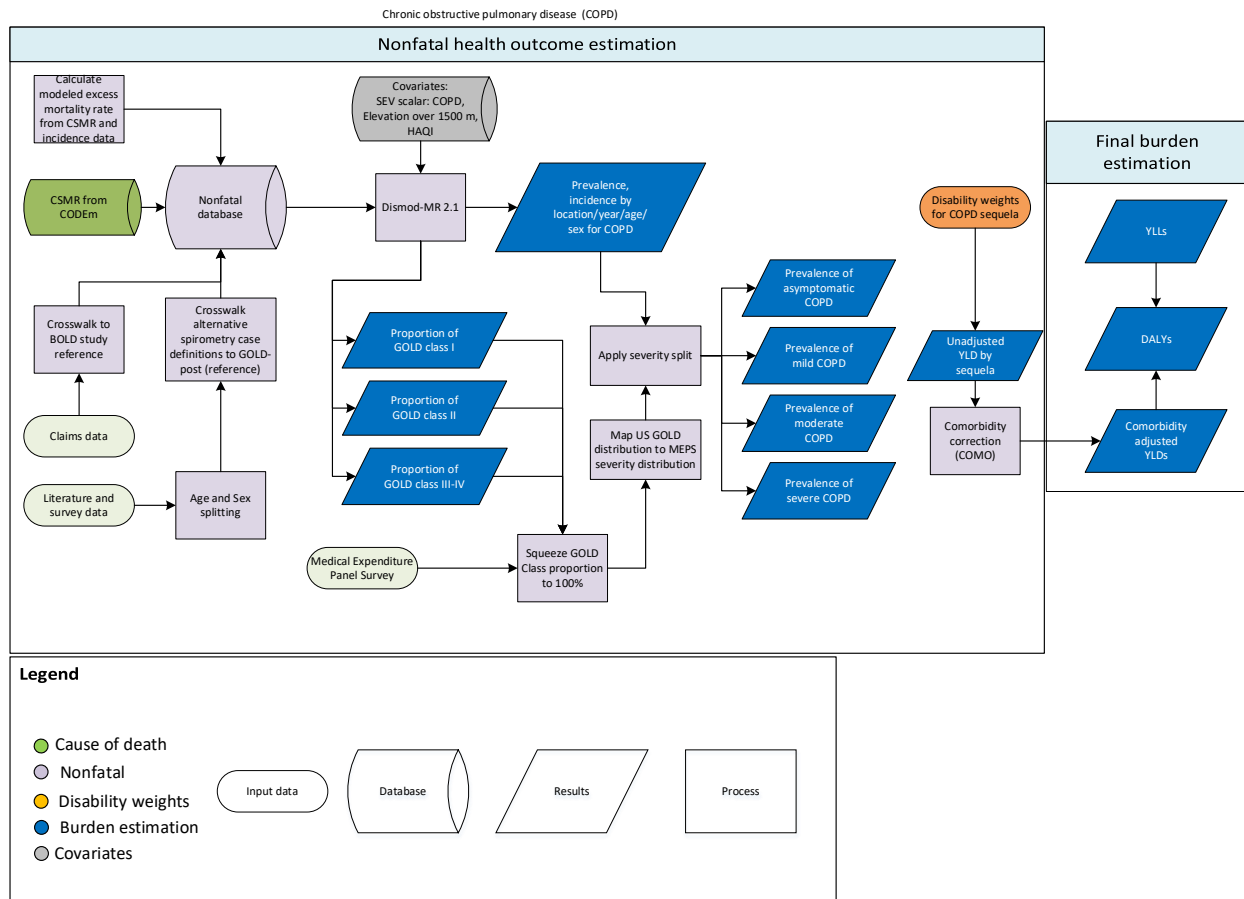 Chronic obstructive pulmonary disease (COPD)
Nonfatal health outcome estimation
Calculate
modeled excess
mortality rate
from CSMR and
incidence data
Covariates:
SEV scalar: COPD,
Elevation over 1500 m,
HAQI
CSMR from
CODEm
Nonfatal
database
Dismod-MR 2.1
Prevalence,
incidence by
location/year/age/
sex for COPD
Disability weights
for COPD sequela
Final burden
estimation
YLLs
Crosswalk to
BOLD study
reference
Crosswalk
alternative
spirometry case
definitions to GOLD-
post (reference)
Proportion of
GOLD class I
Apply severity split
Prevalence of
asymptomatic
COPD
Prevalence of
mild COPD
Unadjusted
YLD by
sequela
DALYs
Proportion of
GOLD class II
Claims data
Map US GOLD
distribution to MEPS
severity distribution
Prevalence of
moderate
COPD
Comorbidity
correction
(COMO)
Comorbidity
adjusted YLDs
Proportion of
GOLD class III-IV
Prevalence of
severe COPD
Literature and
survey data
Age and Sex
splitting
Medical Expenditure
Panel Survey
Squeeze GOLD
Class proportion
to 100%
Legend
Cause of death
Nonfatal
Disability weights
Burden estimation
Covariates
Input data
Database
Results
Process